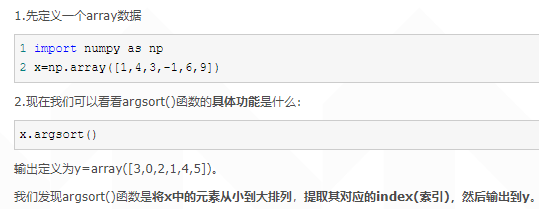 1.先定义一个array数据
1 import numpy as np
2 x=np.array([1,4,3,-1,6,9])
2.现在我们可以看看argsort()函数的具体功能是什么：
x.argsort()
输出定义为y=array([3,0,2,1,4,5])。
我们发现argsort()函数是将x中的元素从小到大排列，提取其对应的index(索引)，然后输出到y。